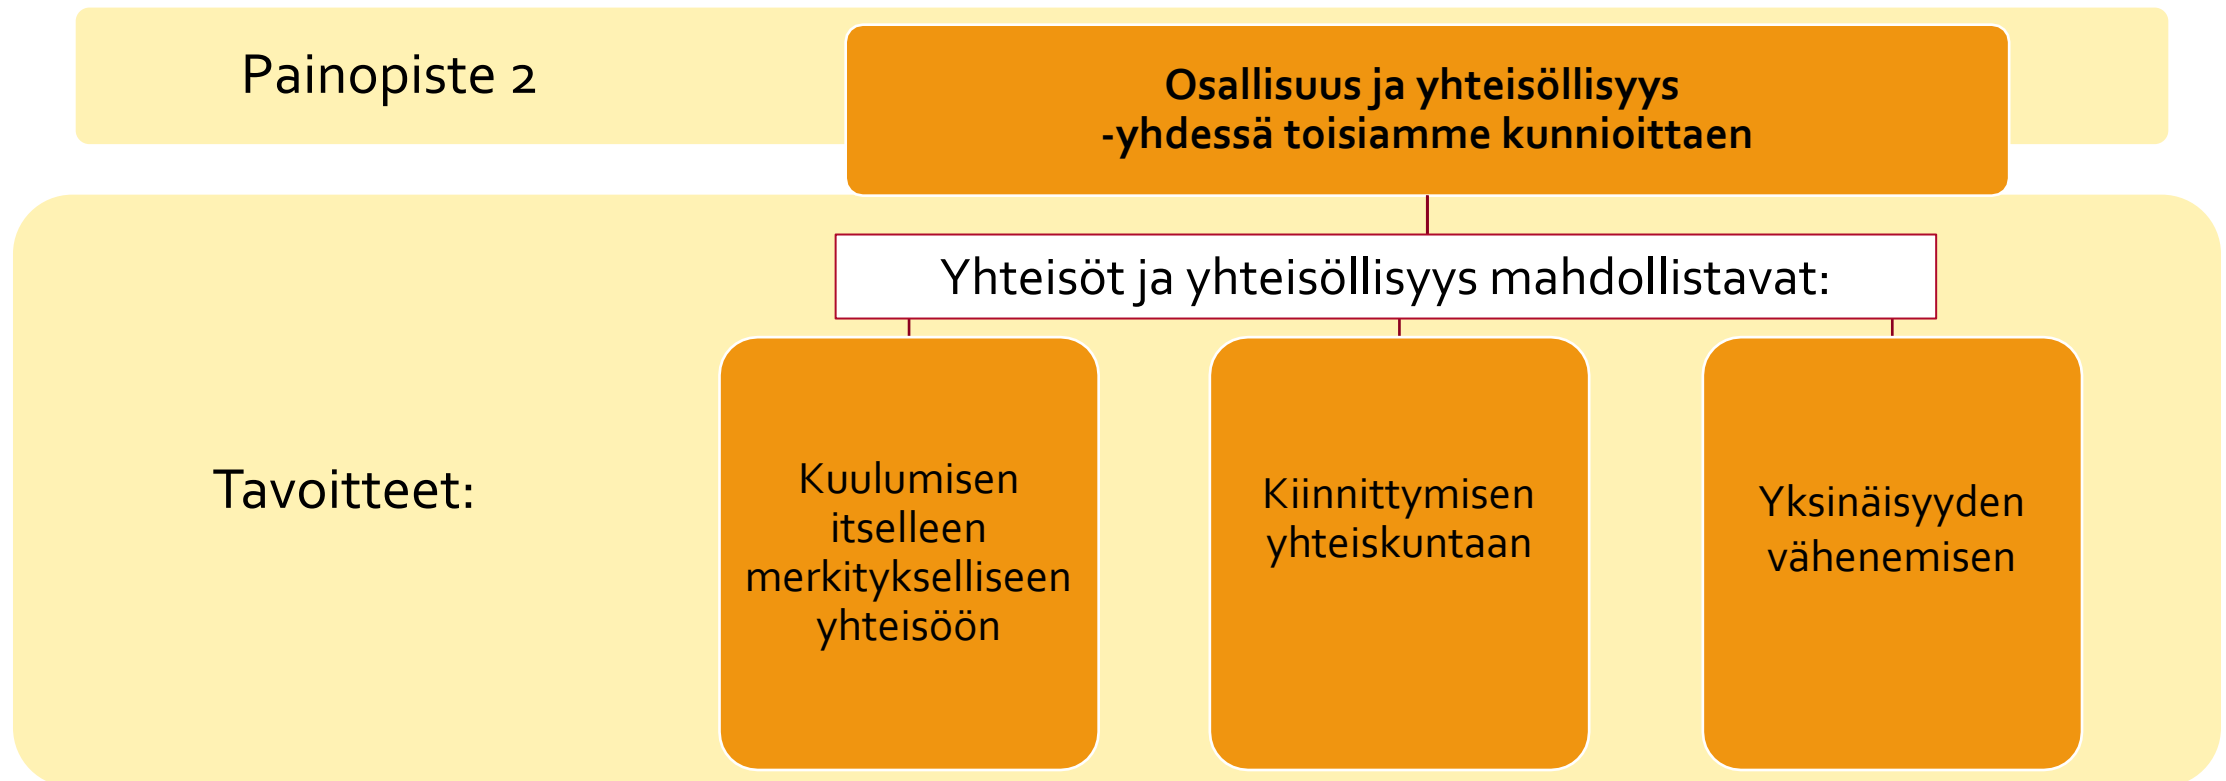 Painopiste 2
Osallisuus ja yhteisöllisyys
-yhdessä toisiamme kunnioittaen
Yhteisöt ja yhteisöllisyys mahdollistavat:
Tavoitteet:
Kuulumisen
itselleen
merkitykselliseen
yhteisöön
Kiinnittymisen
yhteiskuntaan
Yksinäisyyden
vähenemisen